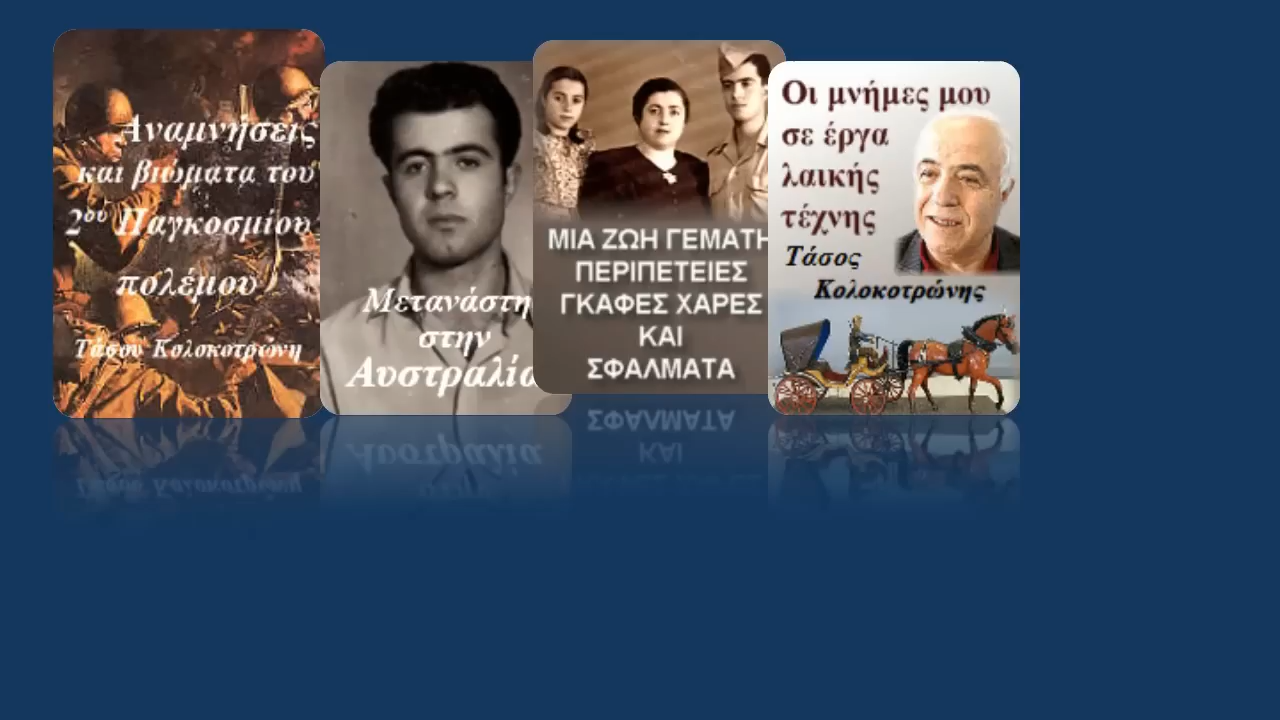 Αναμνήσεις
και βιώματα του
2ου Παγκοσμίου
πολέμου
Τάσου Κολοκοτρώνη
Μετανάστη
στην
Αυστραλία
ΜΙΑ ΖΩΗ ΓΕΜΑΤΗ
ΠΕΡΙΠΕΤΕΙΕΣ
ΓΚΑΦΕΣ ΧΑΡΕΣ
ΚΑΙ
ΣΦΑΛΜΑΤΑ
Οι μνήμες μου
σε έργα
λαικής
τέχνης
Τάσος
Κολοκοτρώνης